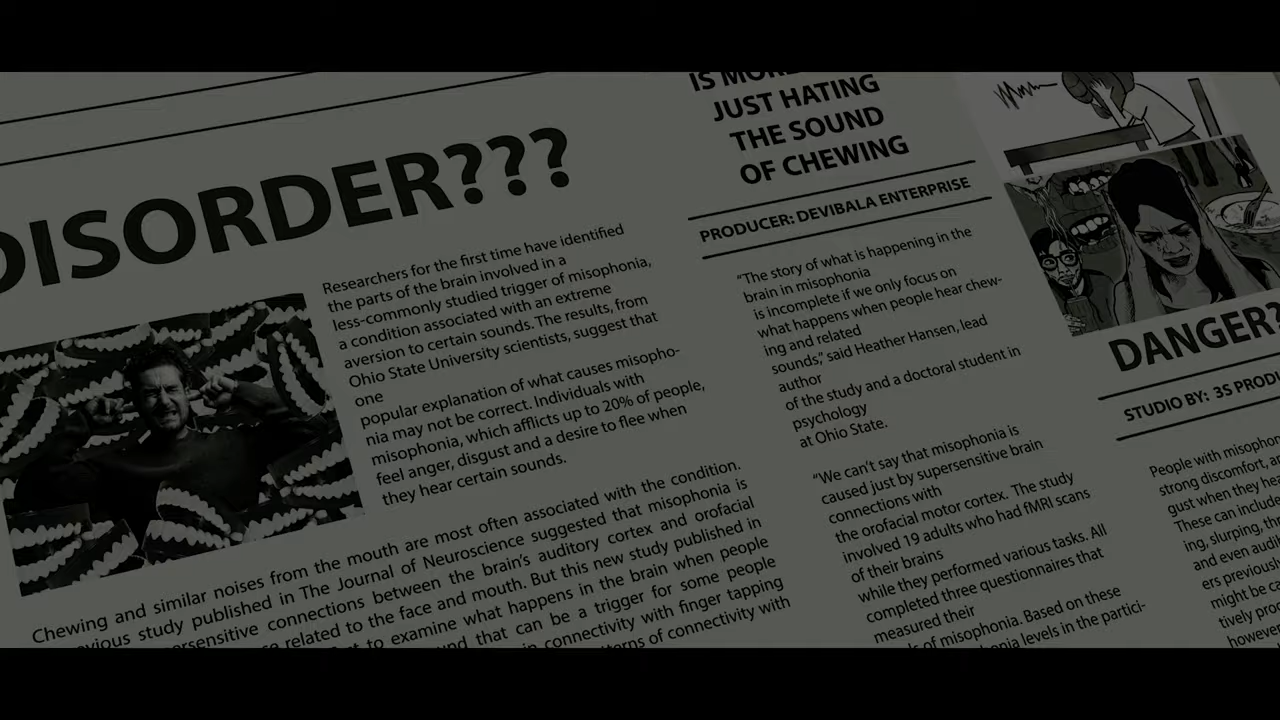 DISORDER???
Researchers for the first time have identified
the parts of the brain involved in a
less-commonly studied trigger of misophonia,
a condition associated with an extreme
aversion to certain sounds. The results, from
Ohio State University scientists, suggest that
one
popular explanation of what causes misopho-
nia may not be correct. Individuals with
misophonia, which afflicts up to 20% of people,
feel anger, disgust and a desire to flee when
they hear certain sounds.
Chewing and similar noises from the mouth are most often associated with the condition.
study published in The Journal of Neuroscience suggested that misophonia is
connections between the brain's auditory cortex and orofacial
related to the face and mouth. But this new study published in
to examine what happens in the brain when people
that can be a trigger for some people
in connectivity with finger tapping
of connectivity with
IS MORE
JUST HATING
THE SOUND
OF CHEWING
PRODUCER: DEVIBALA ENTERPRISE
"The story of what is happening in the
brain in misophonia
is incomplete if we only focus on
what happens when people hear chew-
ing and related
sounds," said Heather Hansen, lead
author
of the study and a doctoral student in
psychology
at Ohio State.
"We can't say that misophonia is
caused just by supersensitive brain
connections with
the orofacial motor cortex. The study
involved 19 adults who had fMRI scans
of their brains
while they performed various tasks. All
completed three questionnaires that
measured their
of misophonia. Based on these
levels in the partici-
DANGER?
STUDIO BY: 3S PRODU
People with misophon
strong discomfort, a
gust when they hea
These can include
ing, slurping, th
and even audib
ers previously
might be ca
tively pro
however